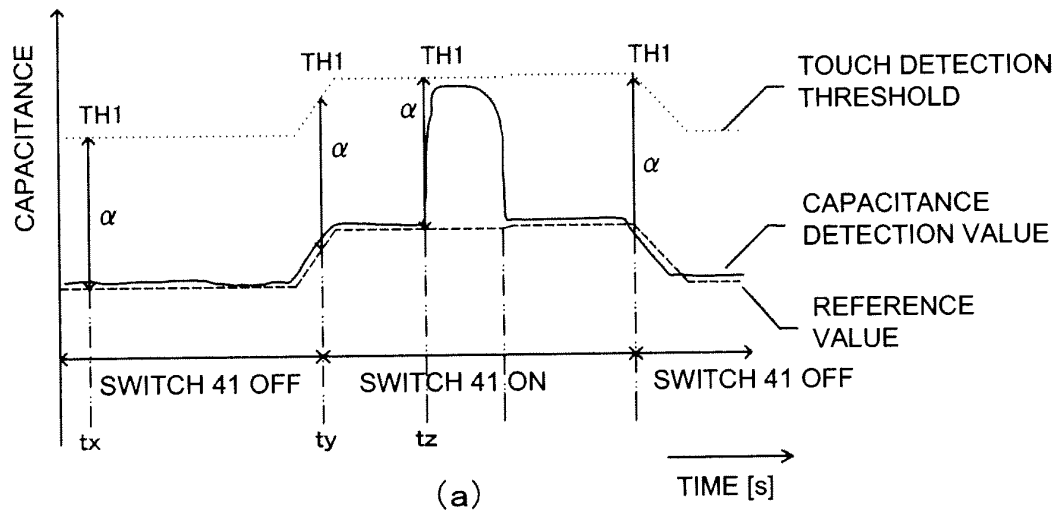 CAPACITANCE
TH1
TH1
TH1
TH1
α
α
α
α
TOUCH DETECTION
THRESHOLD
CAPACITANCE
DETECTION VALUE
REFERENCE
VALUE
SWITCH 41 OFF
SWITCH 41 ON
SWITCH 41 OFF
tx
ty
tz
TIME [s]
(a)